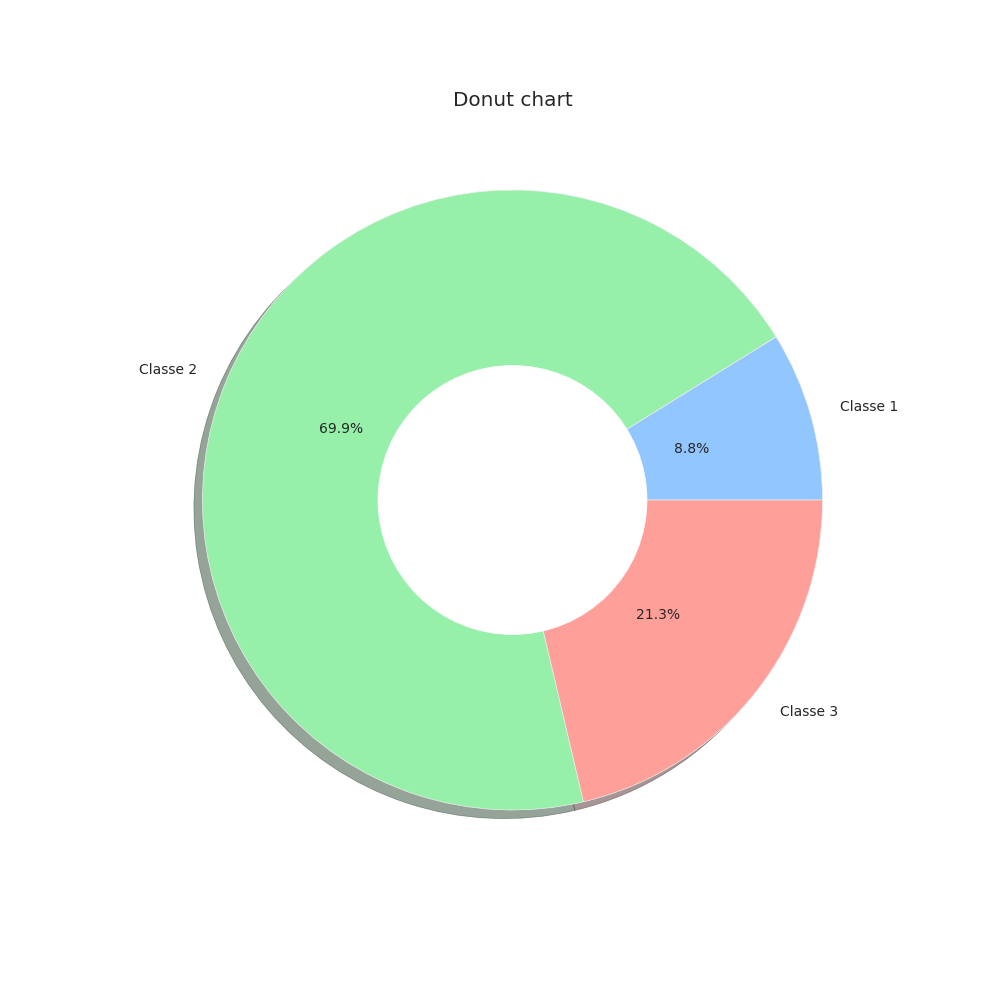 Donut chart
Classe 2
Classe 1
69.9%
8.8%
21.3%
Classe 3